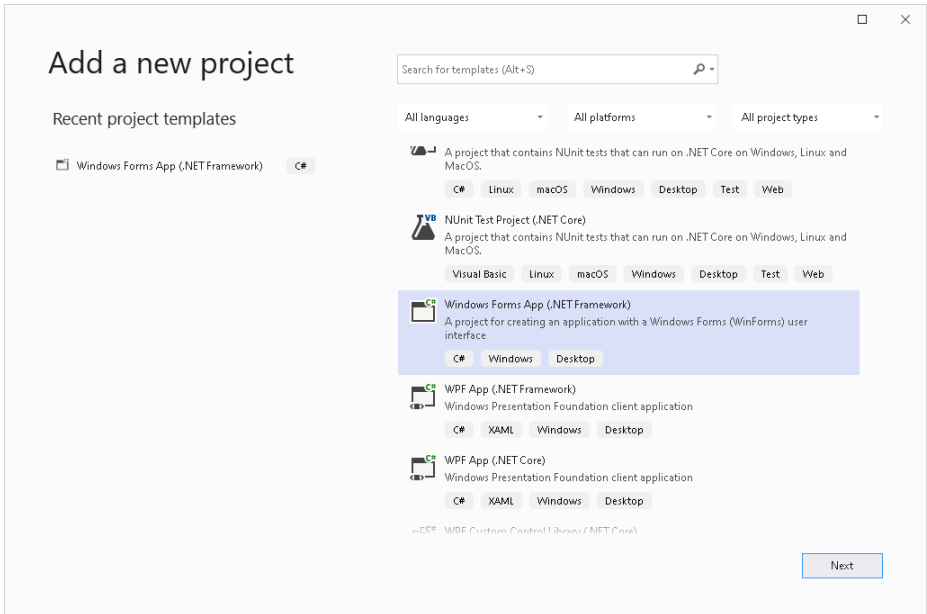 Add a new project
Recent project templates
Windows Forms App (.NET Framework)
C#
Search for templates (Alt+S)
All languages
All platforms
All project types
A project that contains NUnit tests that can run on .NET Core on Windows, Linux and
MacOS.
C# Linux macOS Windows Desktop Test Web
VB
NUnit Test Project (.NET Core)
A project that contains NUnit tests that can run on .NET Core on Windows, Linux and
MacOS.
Visual Basic Linux macOS Windows Desktop Test Web
C#
Windows Forms App (.NET Framework)
A project for creating an application with a Windows Forms (WinForms) user
interface
C# Windows Desktop
C#
WPF App (.NET Framework)
Windows Presentation Foundation client application
C# XAML Windows Desktop
C#
WPF App (.NET Core)
Windows Presentation Foundation client application
C# XAML Windows Desktop
C#
WPF Custom Control Library (.NET Core)
Next